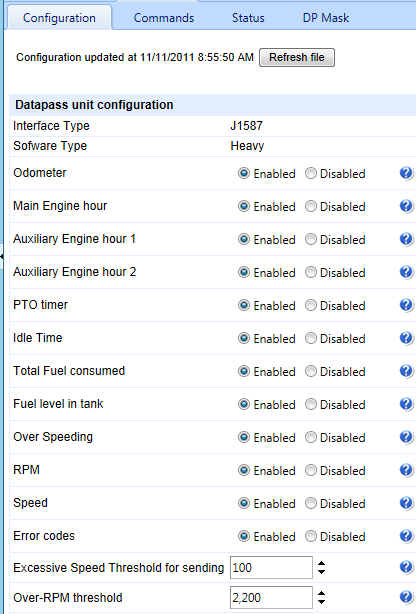 Configuration Commands Status DP Mask
Configuration updated at 11/11/2011 8:55:50 AM Refresh file
Datapass unit configuration
Interface Type J1587
Sofware Type Heavy
Odometer Enabled Disabled ?
Main Engine hour Enabled Disabled ?
Auxiliary Engine hour 1 Enabled Disabled ?
Auxiliary Engine hour 2 Enabled Disabled ?
PTO timer Enabled Disabled ?
Idle Time Enabled Disabled ?
Total Fuel consumed Enabled Disabled ?
Fuel level in tank Enabled Disabled ?
Over Speeding Enabled Disabled ?
RPM Enabled Disabled ?
Speed Enabled Disabled ?
Error codes Enabled Disabled ?
Excessive Speed Threshold for sending 100 ?
Over-RPM threshold 2,200 ?